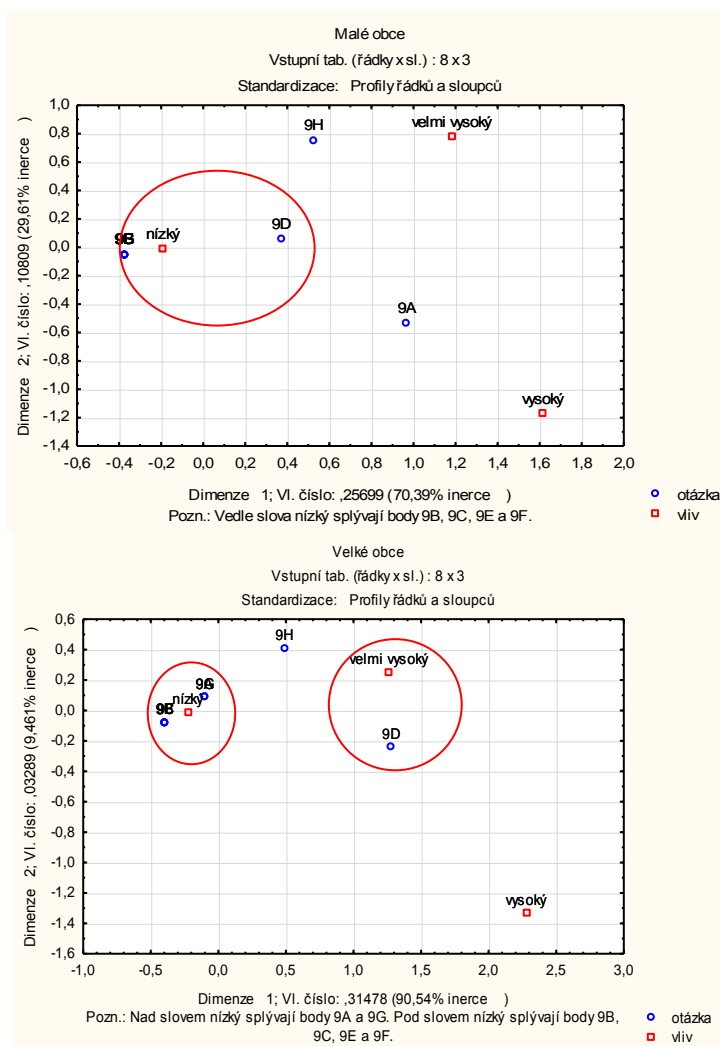 Malé obce
Vstupní tab. (řádky x sl.) : 8 x 3
Standardizace: Profily řádků a sloupců
1,0
0,8
0,6
0,4
0,2
0,0
-0,2
-0,4
-0,6
-0,8
-1,0
-1,2
-1,4
Dimenze 2; Vl. číslo: ,10809 (29,61% inerce )
9H
velmi vysoký
nízký
9D
9A
vysoký
-0,6 -0,4 -0,2 0,0 0,2 0,4 0,6 0,8 1,0 1,2 1,4 1,6 1,8 2,0
Dimenze 1; Vl. číslo: ,25699 (70,39% inerce )
otázka
vliv
Pozn.: Vedle slova nízký splývají body 9B, 9C, 9E a 9F.
Velké obce
Vstupní tab. (řádky x sl.) : 8 x 3
Standardizace: Profily řádků a sloupců
0,6
0,4
0,2
0,0
-0,2
-0,4
-0,6
-0,8
-1,0
-1,2
-1,4
-1,6
Dimenze 2; Vl. číslo: ,03289 (9,461% inerce )
9H
velmi vysoký
nízký
9D
vysoký
-1,0 -0,5 0,0 0,5 1,0 1,5 2,0 2,5 3,0
Dimenze 1; Vl. číslo: ,31478 (90,54% inerce )
otázka
vliv
Pozn.: Nad slovem nízký splývají body 9A a 9G. Pod slovem nízký splývají body 9B,
9C, 9E a 9F.